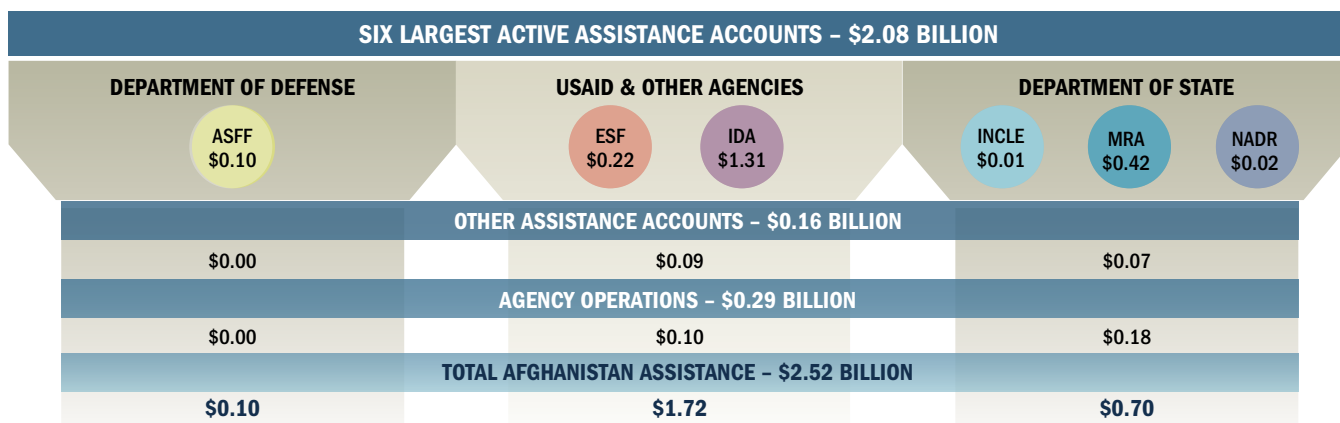 SIX LARGEST ACTIVE ASSISTANCE ACCOUNTS – $2.08 BILLION
DEPARTMENT OF DEFENSE
USAID & OTHER AGENCIES
DEPARTMENT OF STATE
ASFF
$0.10
ESF
$0.22
IDA
$1.31
INCLE
$0.01
MRA
$0.42
NADR
$0.02
OTHER ASSISTANCE ACCOUNTS – $0.16 BILLION
$0.00
$0.09
$0.07
AGENCY OPERATIONS – $0.29 BILLION
$0.00
$0.10
$0.18
TOTAL AFGHANISTAN ASSISTANCE – $2.52 BILLION
$0.10
$1.72
$0.70